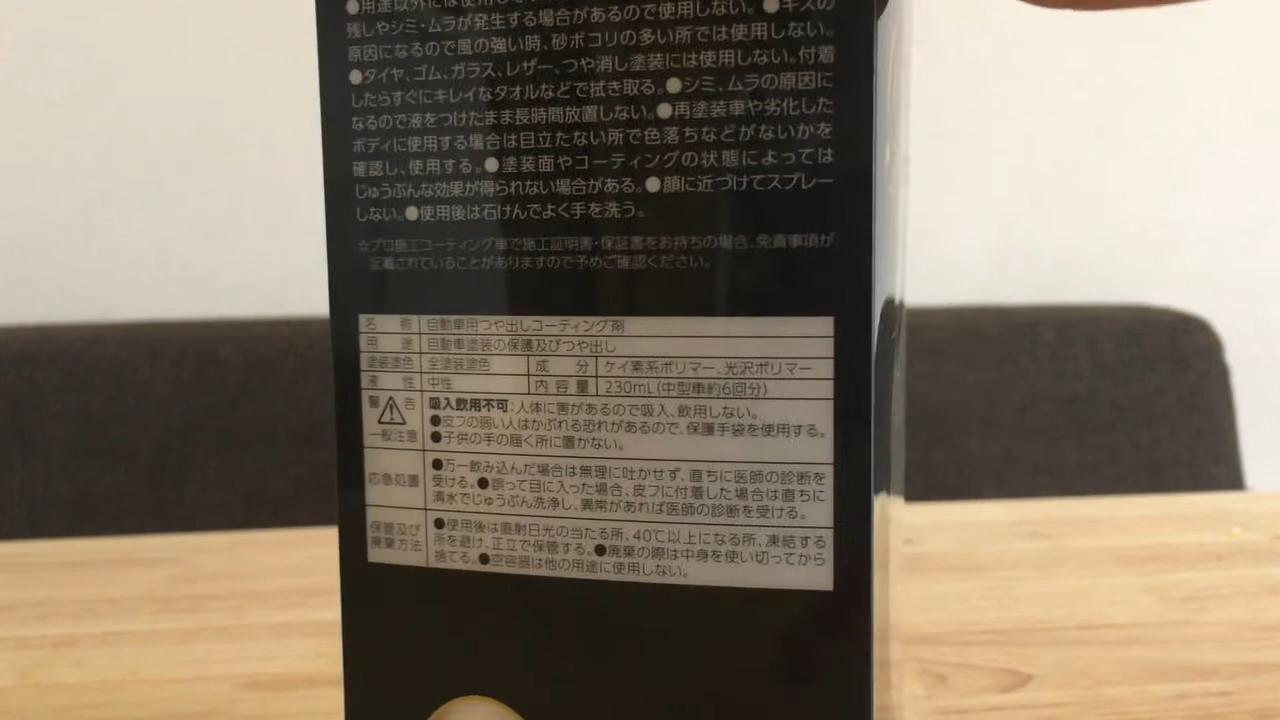 ●用途以外には使用しない。●キズの
残しやシミ・ムラが発生する場合があるので使用しない。
原因になるので風の強い時、砂ボコリの多い所では使用しない。
●タイヤ、ゴム、ガラス、レザー、つや消し塗装には使用しない。付着
したらすぐにキレイなタオルなどで拭き取る。●シミ、ムラの原因に
なるので液をつけたまま長時間放置しない。●再塗装車や劣化した
ボディに使用する場合は目立たない所で色落ちなどがないかを
確認し、使用する。●塗装面やコーティングの状態によっては
じゅうぶんな効果が得られない場合がある。●顔に近づけてスプレー
しない。●使用後は石けんでよく手を洗う。
☆プロ施工コーティング車で施工証明書・保証書をお持ちの場合、免責事項が
記載されていることがありますので予めご確認ください。
名称 自動車用つや出しコーティング剤
用途 自動車塗装の保護及びつや出し
塗装塗色 全塗装塗色 成分 ケイ素系ポリマー、光沢ポリマー
液性 中性 内容量 230mL(中型車約6回分)
警告 一般注意
吸入飲用不可:人体に害があるので吸入、飲用しない。
●皮フの弱い人はかぶれる恐れがあるので、保護手袋を使用する。
●子供の手の届く所に置かない。
応急処置
●万一飲み込んだ場合は無理に吐かせず、直ちに医師の診断を
受ける。●誤って目に入った場合、皮フに付着した場合は直ちに
清水でじゅうぶん洗浄し、異常があれば医師の診断を受ける。
保管及び
廃棄方法
●使用後は直射日光の当たる所、40℃以上になる所、凍結する
所を避け、正立で保管する。●廃棄の際は中身を使い切ってから
捨てる。●空容器は他の用途に使用しない。